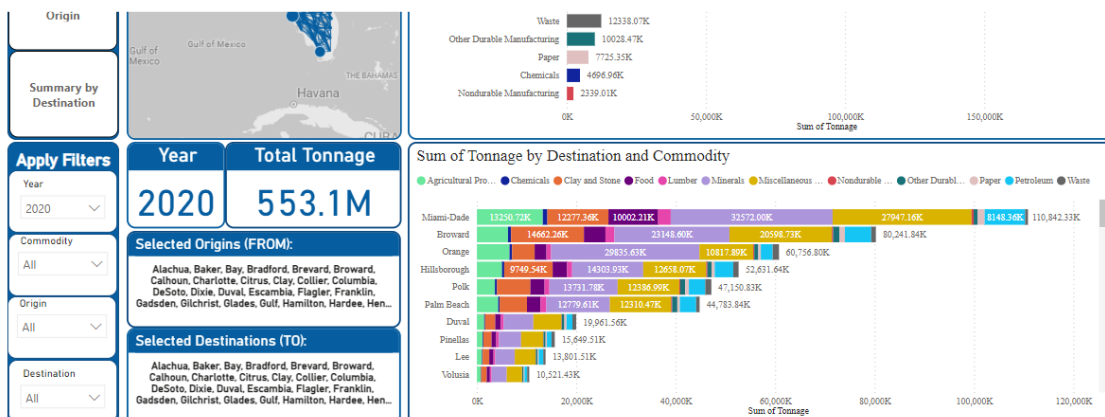 Origin
Summary by
Destination
Gulf of
Mexico
Gulf of Mexico
THE BAHAMAS
Havana
CUBA
Waste
12338.07K
Other Durable Manufacturing
10028.47K
Paper
7725.35K
Chemicals
4696.96K
Nondurable Manufacturing
2339.01K
0K 50,000K 100,000K 150,000K
Sum of Tonnage
Apply Filters
Year
2020
Commodity
All
Origin
All
Destination
All
Year
2020
Total Tonnage
553.1M
Selected Origins (FROM):
Alachua, Baker, Bay, Bradford, Brevard, Broward,
Calhoun, Charlotte, Citrus, Clay, Collier, Columbia,
DeSoto, Dixie, Duval, Escambia, Flagler, Franklin,
Gadsden, Gilchrist, Glades, Gulf, Hamilton, Hardee, Hen...
Selected Destinations (TO):
Alachua, Baker, Bay, Bradford, Brevard, Broward,
Calhoun, Charlotte, Citrus, Clay, Collier, Columbia,
DeSoto, Dixie, Duval, Escambia, Flagler, Franklin,
Gadsden, Gilchrist, Glades, Gulf, Hamilton, Hardee, Hen...
Sum of Tonnage by Destination and Commodity
Agricultural Pro... Chemicals Clay and Stone Food Lumber Minerals Miscellaneous ... Nondurable ... Other Durabl... Paper Petroleum Waste
Miami-Dade 13250.72K 12277.36K 10002.21K 32572.00K 27947.16K 8148.36K 110,842.33K
Broward 14662.26K 23148.60K 20598.73K 80,241.84K
Orange 29835.63K 10817.89K 60,756.80K
Hillsborough 9749.54K 14303.93K 12658.07K 52,631.64K
Polk 13731.78K 12386.99K 47,150.83K
Palm Beach 12779.61K 12310.47K 44,783.84K
Duval 19,961.56K
Pinellas 15,649.51K
Lee 13,801.51K
Volusia 10,521.43K
0K 20,000K 40,000K 60,000K 80,000K 100,000K 120,000K
Sum of Tonnage